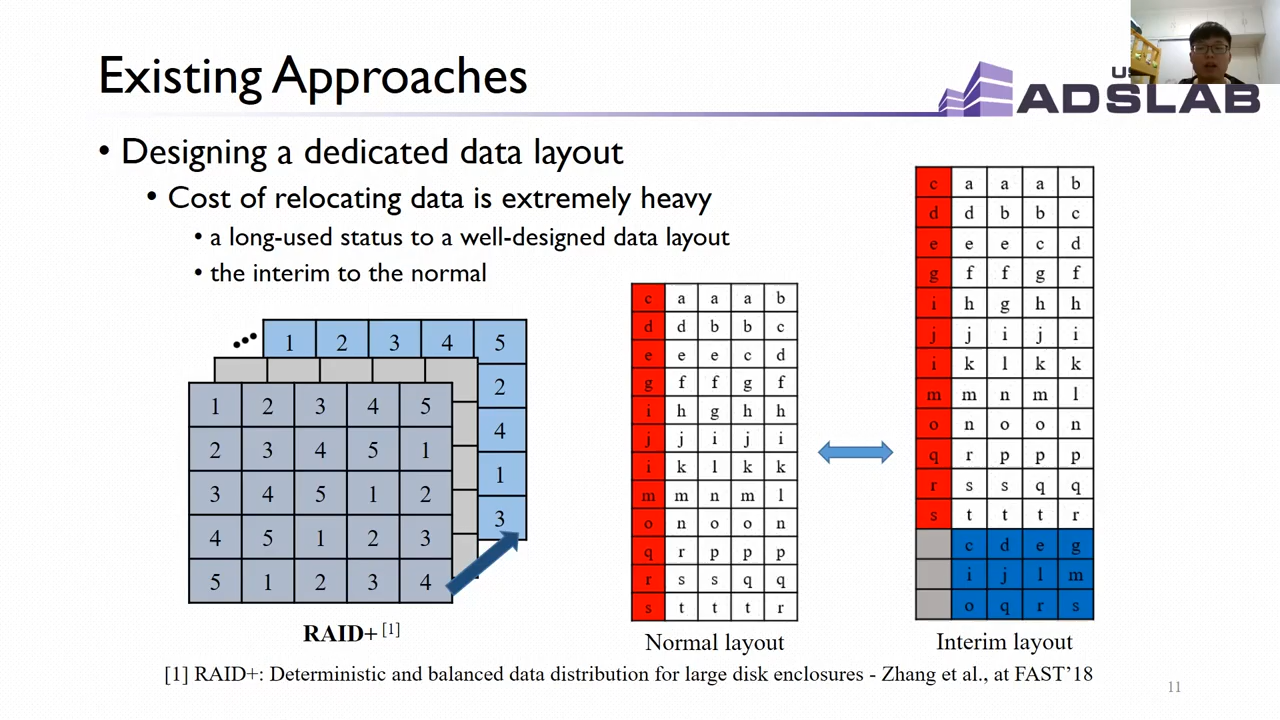 Existing Approaches
US
ADSLAB
• Designing a dedicated data layout
• Cost of relocating data is extremely heavy
• a long-used status to a well-designed data layout
• the interim to the normal
1 2 3 4 5
2
4
1
3
1 2 3 4 5
2 3 4 5 1
3 4 5 1 2
4 5 1 2 3
5 1 2 3 4
RAID+ [1]
c a a a b
d d b b c
e e e c d
g f f g f
i h g h h
j j i j i
i k l k k
m m n m l
o n o o n
q r p p p
r s s q q
s t t t r
Normal layout
c a a a b
d d b b c
e e e c d
g f f g f
i h g h h
j j i j i
i k l k k
m m n m l
o n o o n
q r p p p
r s s q q
s t t t r
c d e g
i j l m
o q r s
Interim layout
[1] RAID+: Deterministic and balanced data distribution for large disk enclosures - Zhang et al., at FAST’18
11